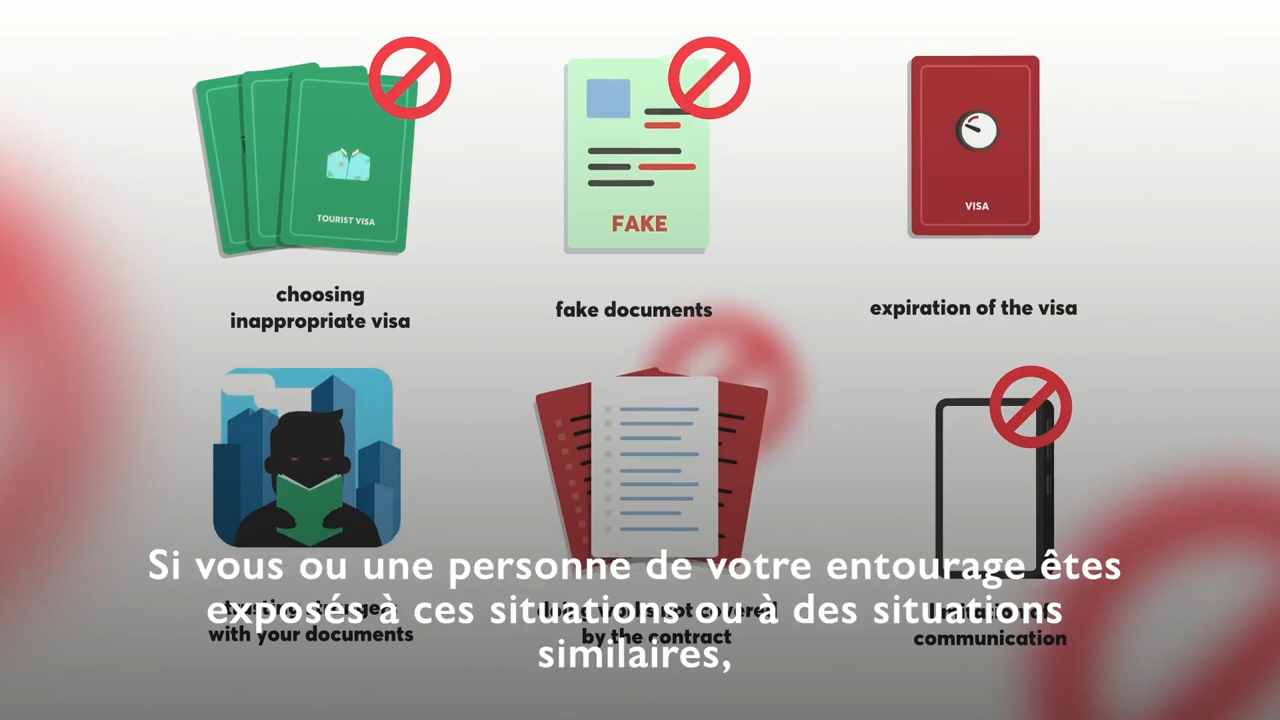 TOURIST VISA
FAKE
VISA
choosing
inappropriate visa
fake documents
expiration of the visa
with your documents
by the contract
communication
Si vous ou une personne de votre entourage êtes
exposés à ces situations ou à des situations
similaires,